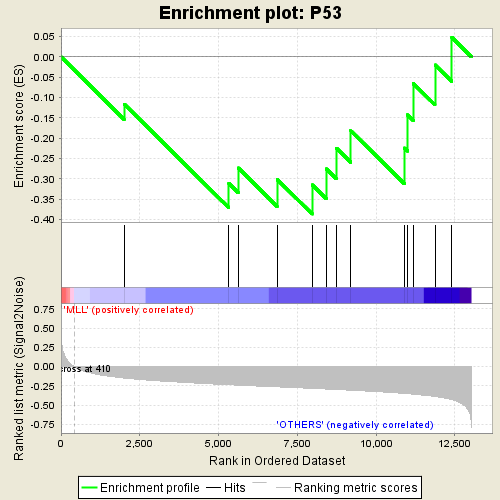 Enrichment plot: P53
Enrichment score (ES)
0.05
0.00
-0.05
-0.10
-0.15
-0.20
-0.25
-0.30
-0.35
-0.40
'MLL' (positively correlated)
Ranked list metric (Signal2Noise)
0.75
0.50
0.25
0.00
-0.25
-0.50
-0.75
cross at 410
'OTHERS' (negatively correlated)
0
2,500
5,000
7,500
10,000
12,500
Rank in Ordered Dataset
Enrichment profile
Hits
Ranking metric scores